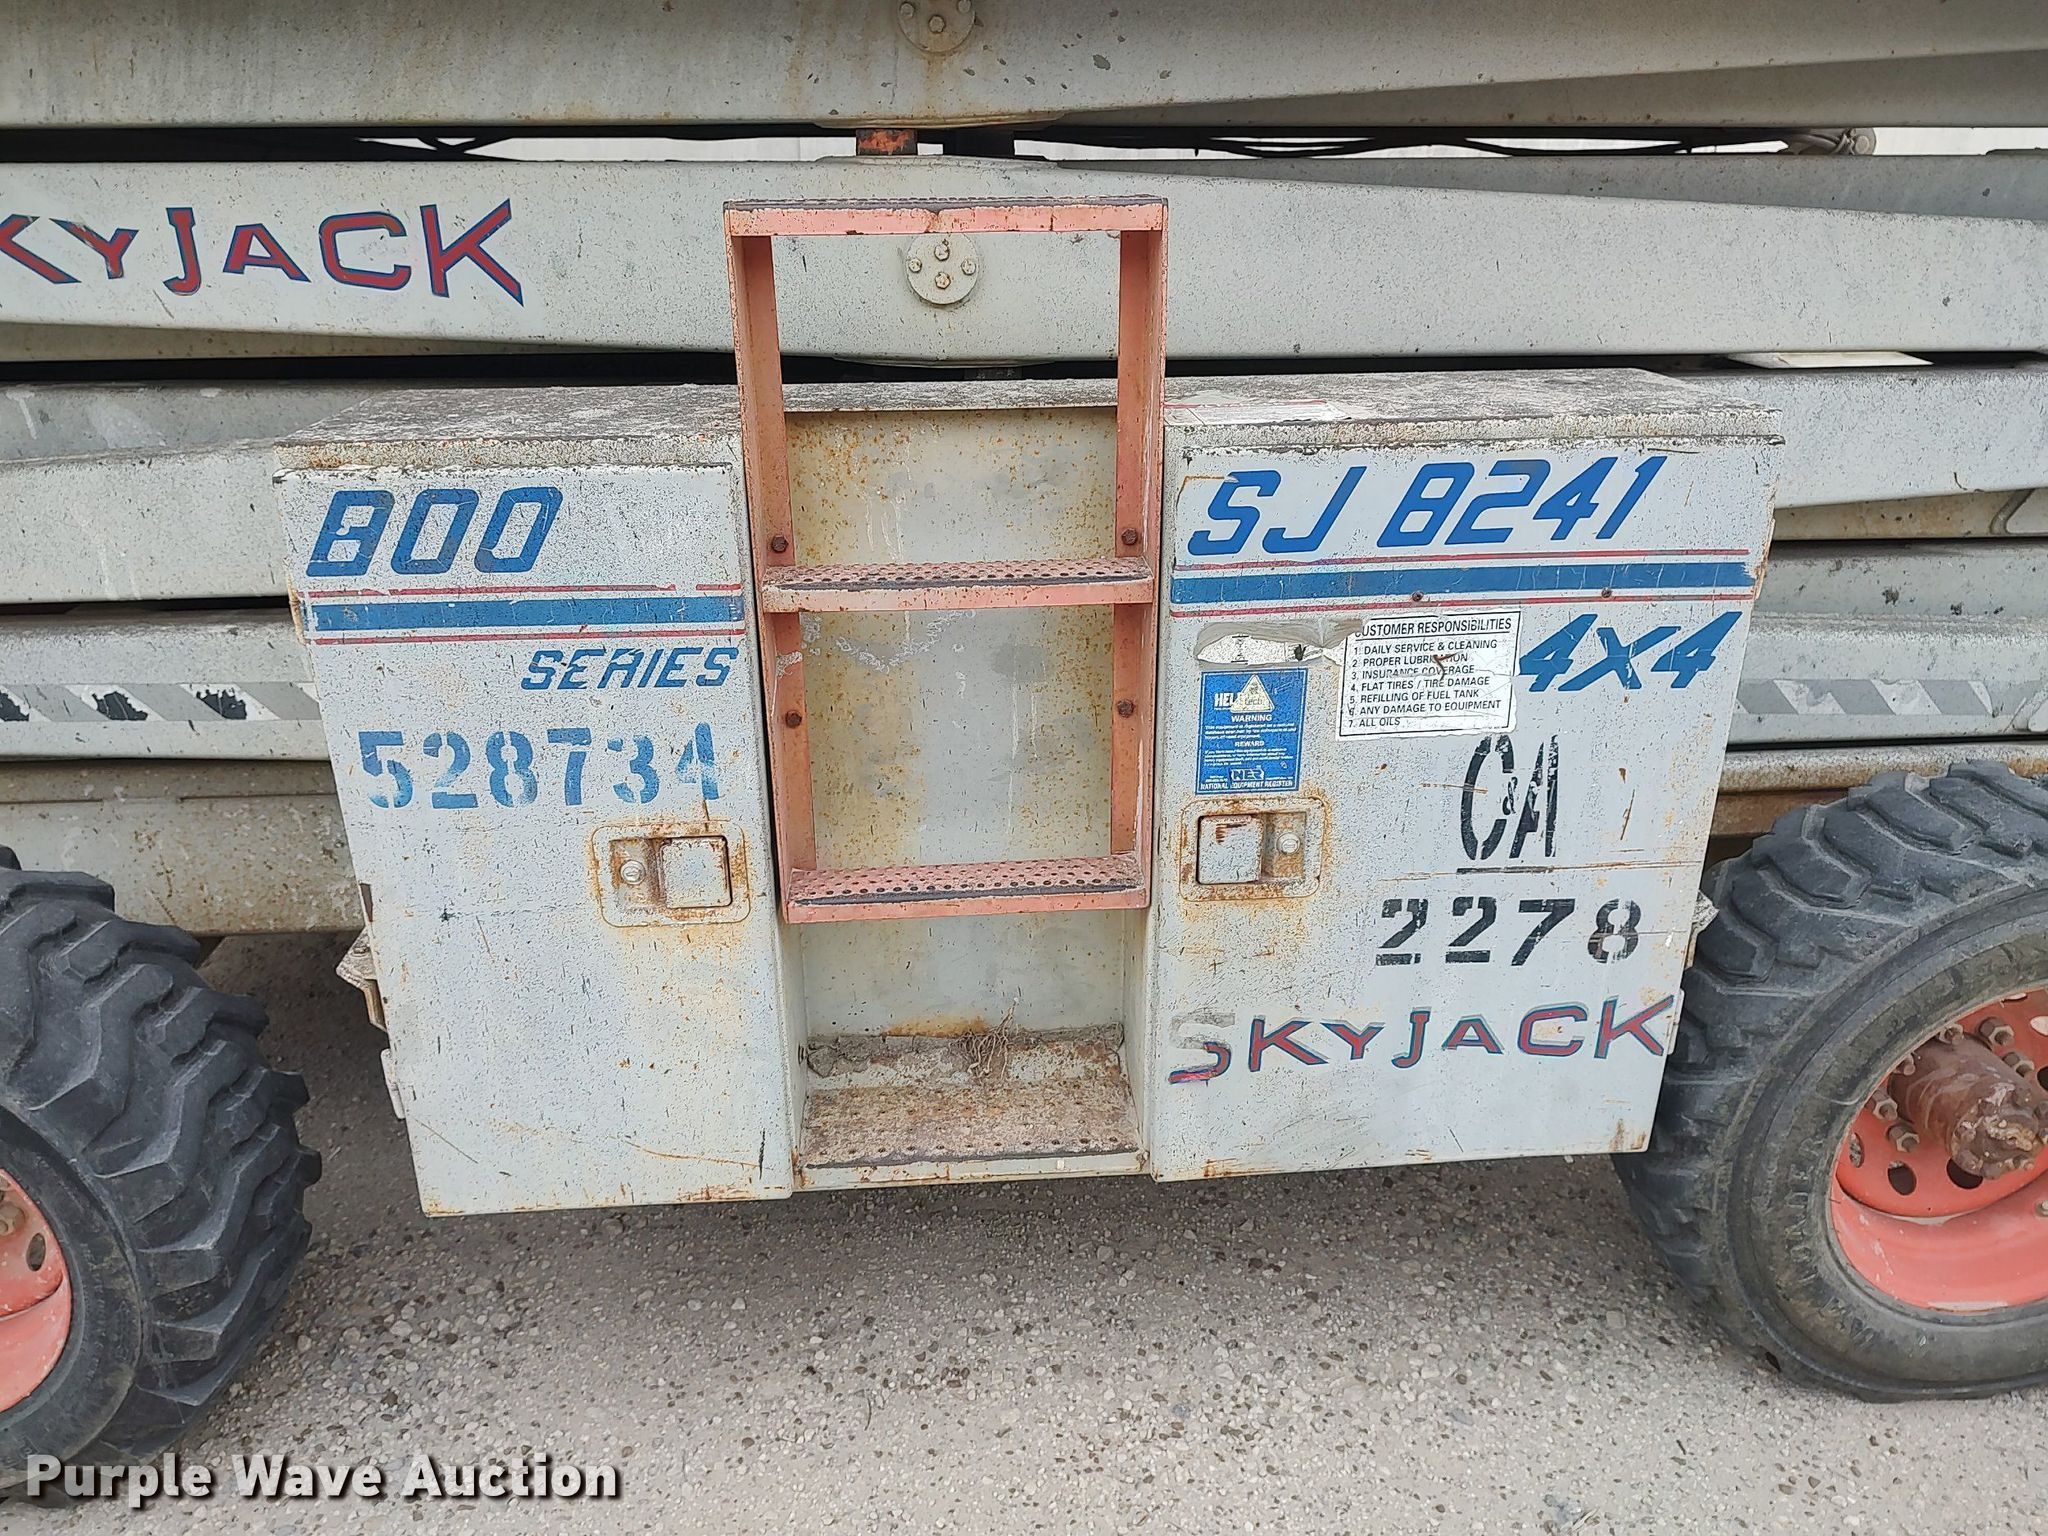 KYJACK
800
SERIES
528734
SJ 8241
4X4
CUSTOMER RESPONSIBILITIES
1. DAILY SERVICE & CLEANING
2. PROPER LUBRICATION
3. INSURANCE COVERAGE
4. FLAT TIRES / TIRE DAMAGE
5. REFILLING OF FUEL TANK
6. ANY DAMAGE TO EQUIPMENT
7. ALL OILS
WARNING
REWARD
NER
NATIONAL EQUIPMENT REGISTER
C&A
2278
SKYJACK
Purple Wave Auction